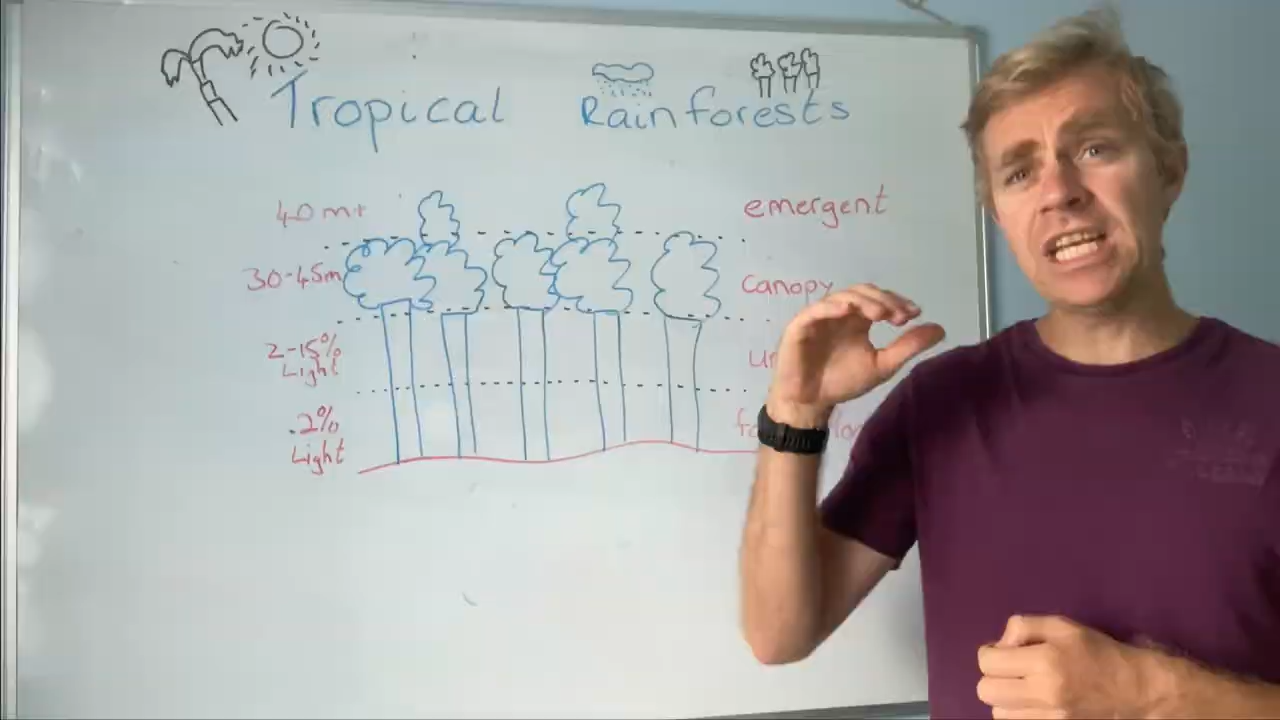 Tropical Rainforests
40m+ emergent
30-45m Canopy
2-15%
Light
.2%
Light